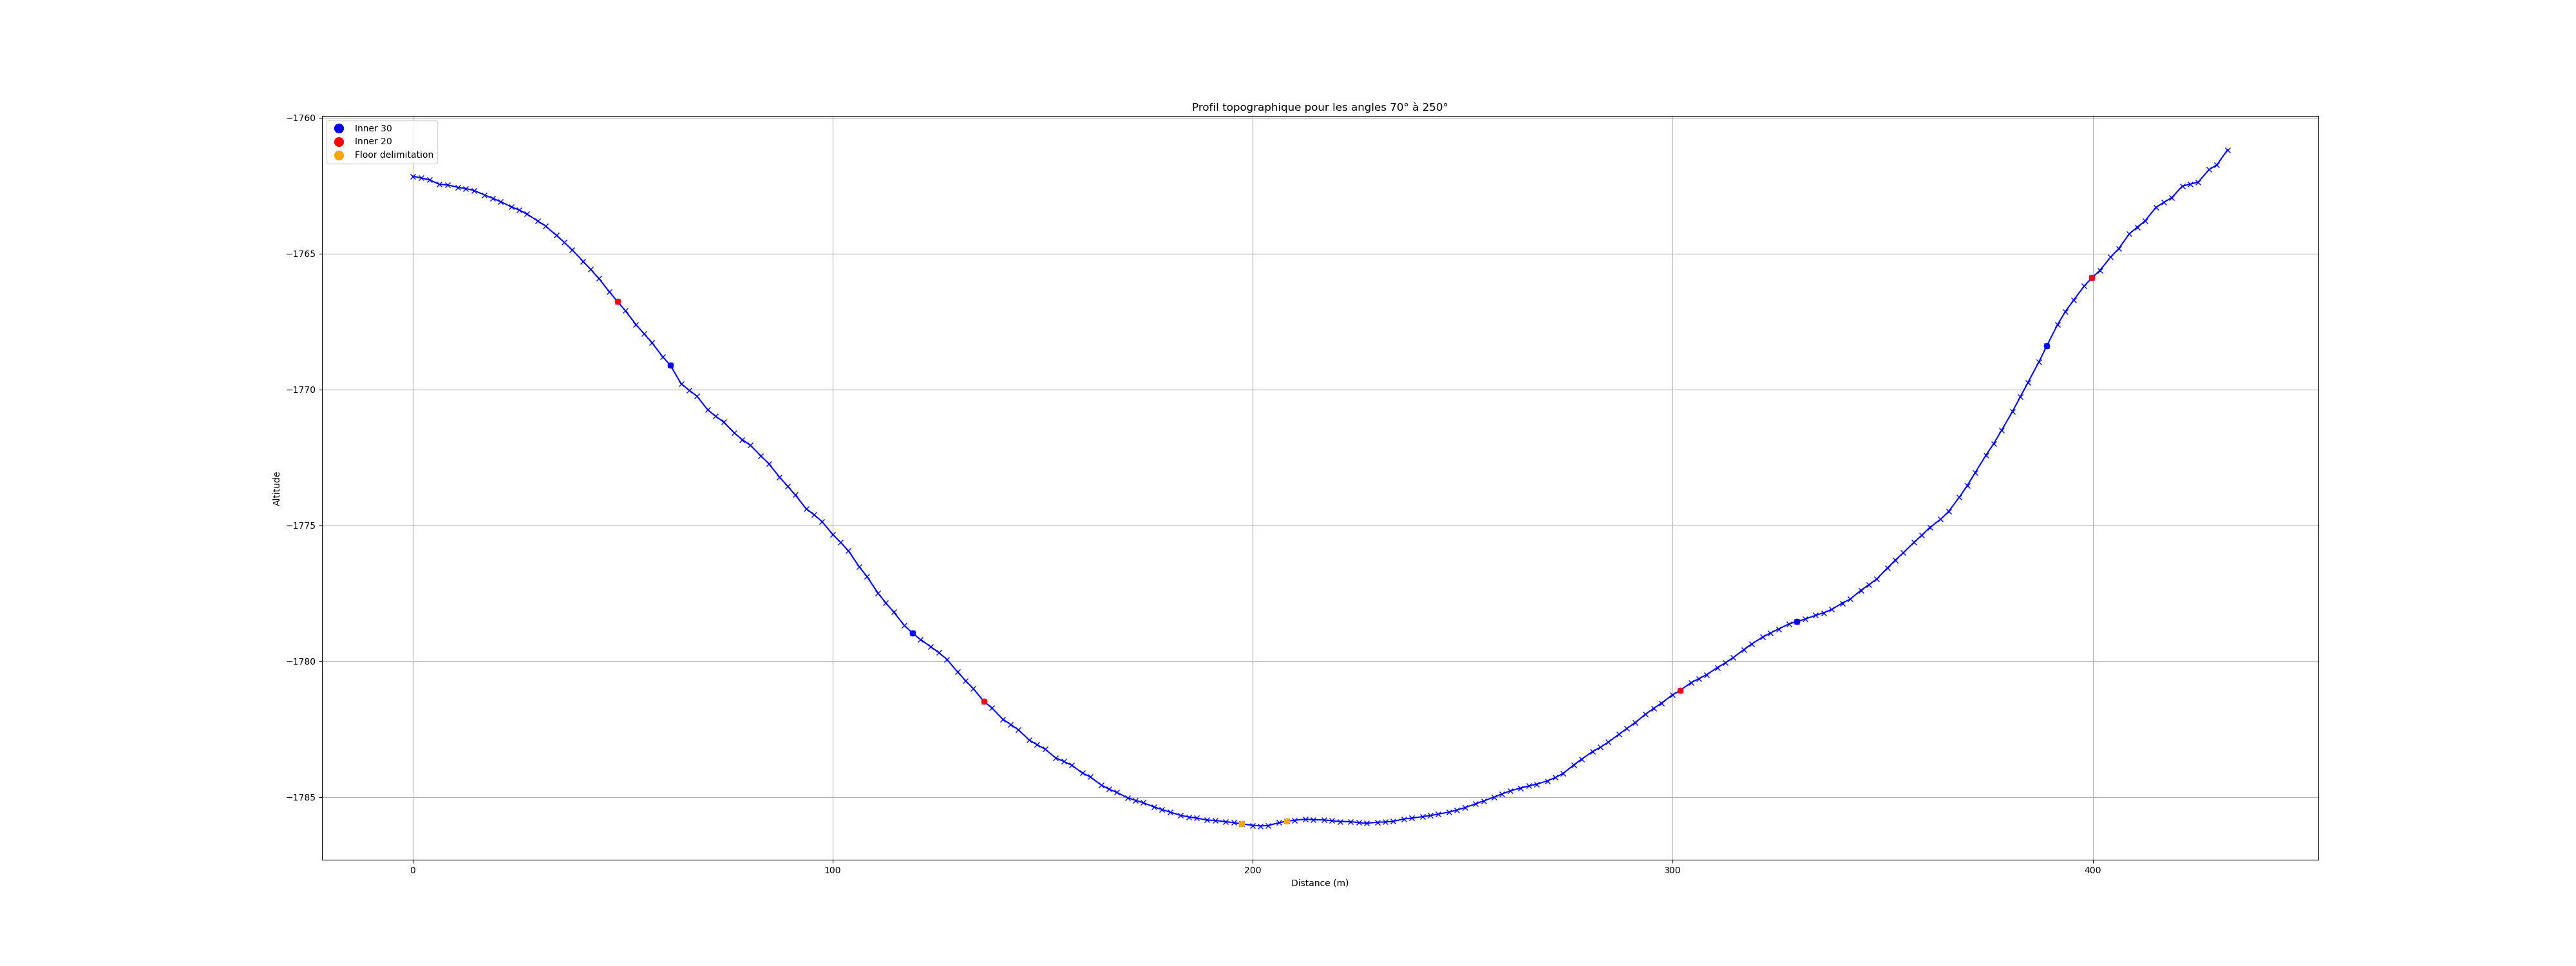 Profil topographique pour les angles 70° à 250°
Inner 30
Inner 20
Floor delimitation
Altitude
−1760
−1765
−1770
−1775
−1780
−1785
0 100 200 300 400
Distance (m)